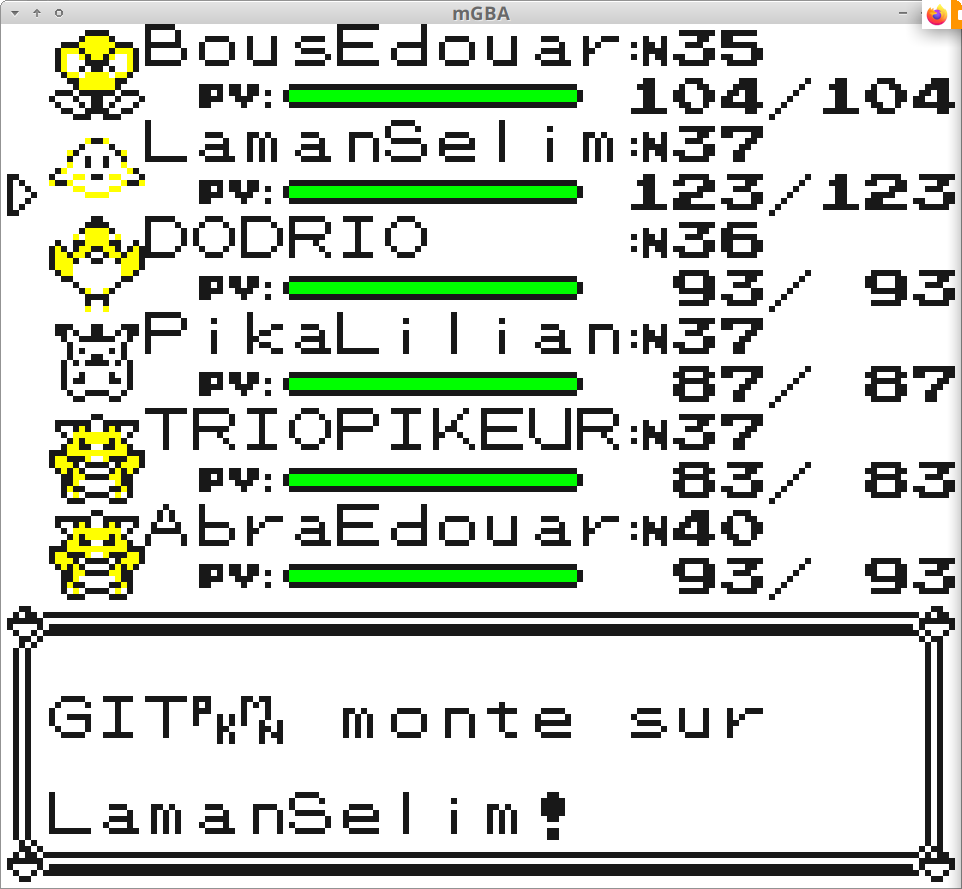 mGBA
BousEdouar :N35
PV: 104/104
LamanSelim :N37
PV: 123/123
DODRIO :N36
PV: 93/ 93
PikaLilian :N37
PV: 87/ 87
TRIOPIKEUR :N37
PV: 83/ 83
AbraEdouar :N40
PV: 93/ 93
GITPKMN monte sur
LamanSelim!